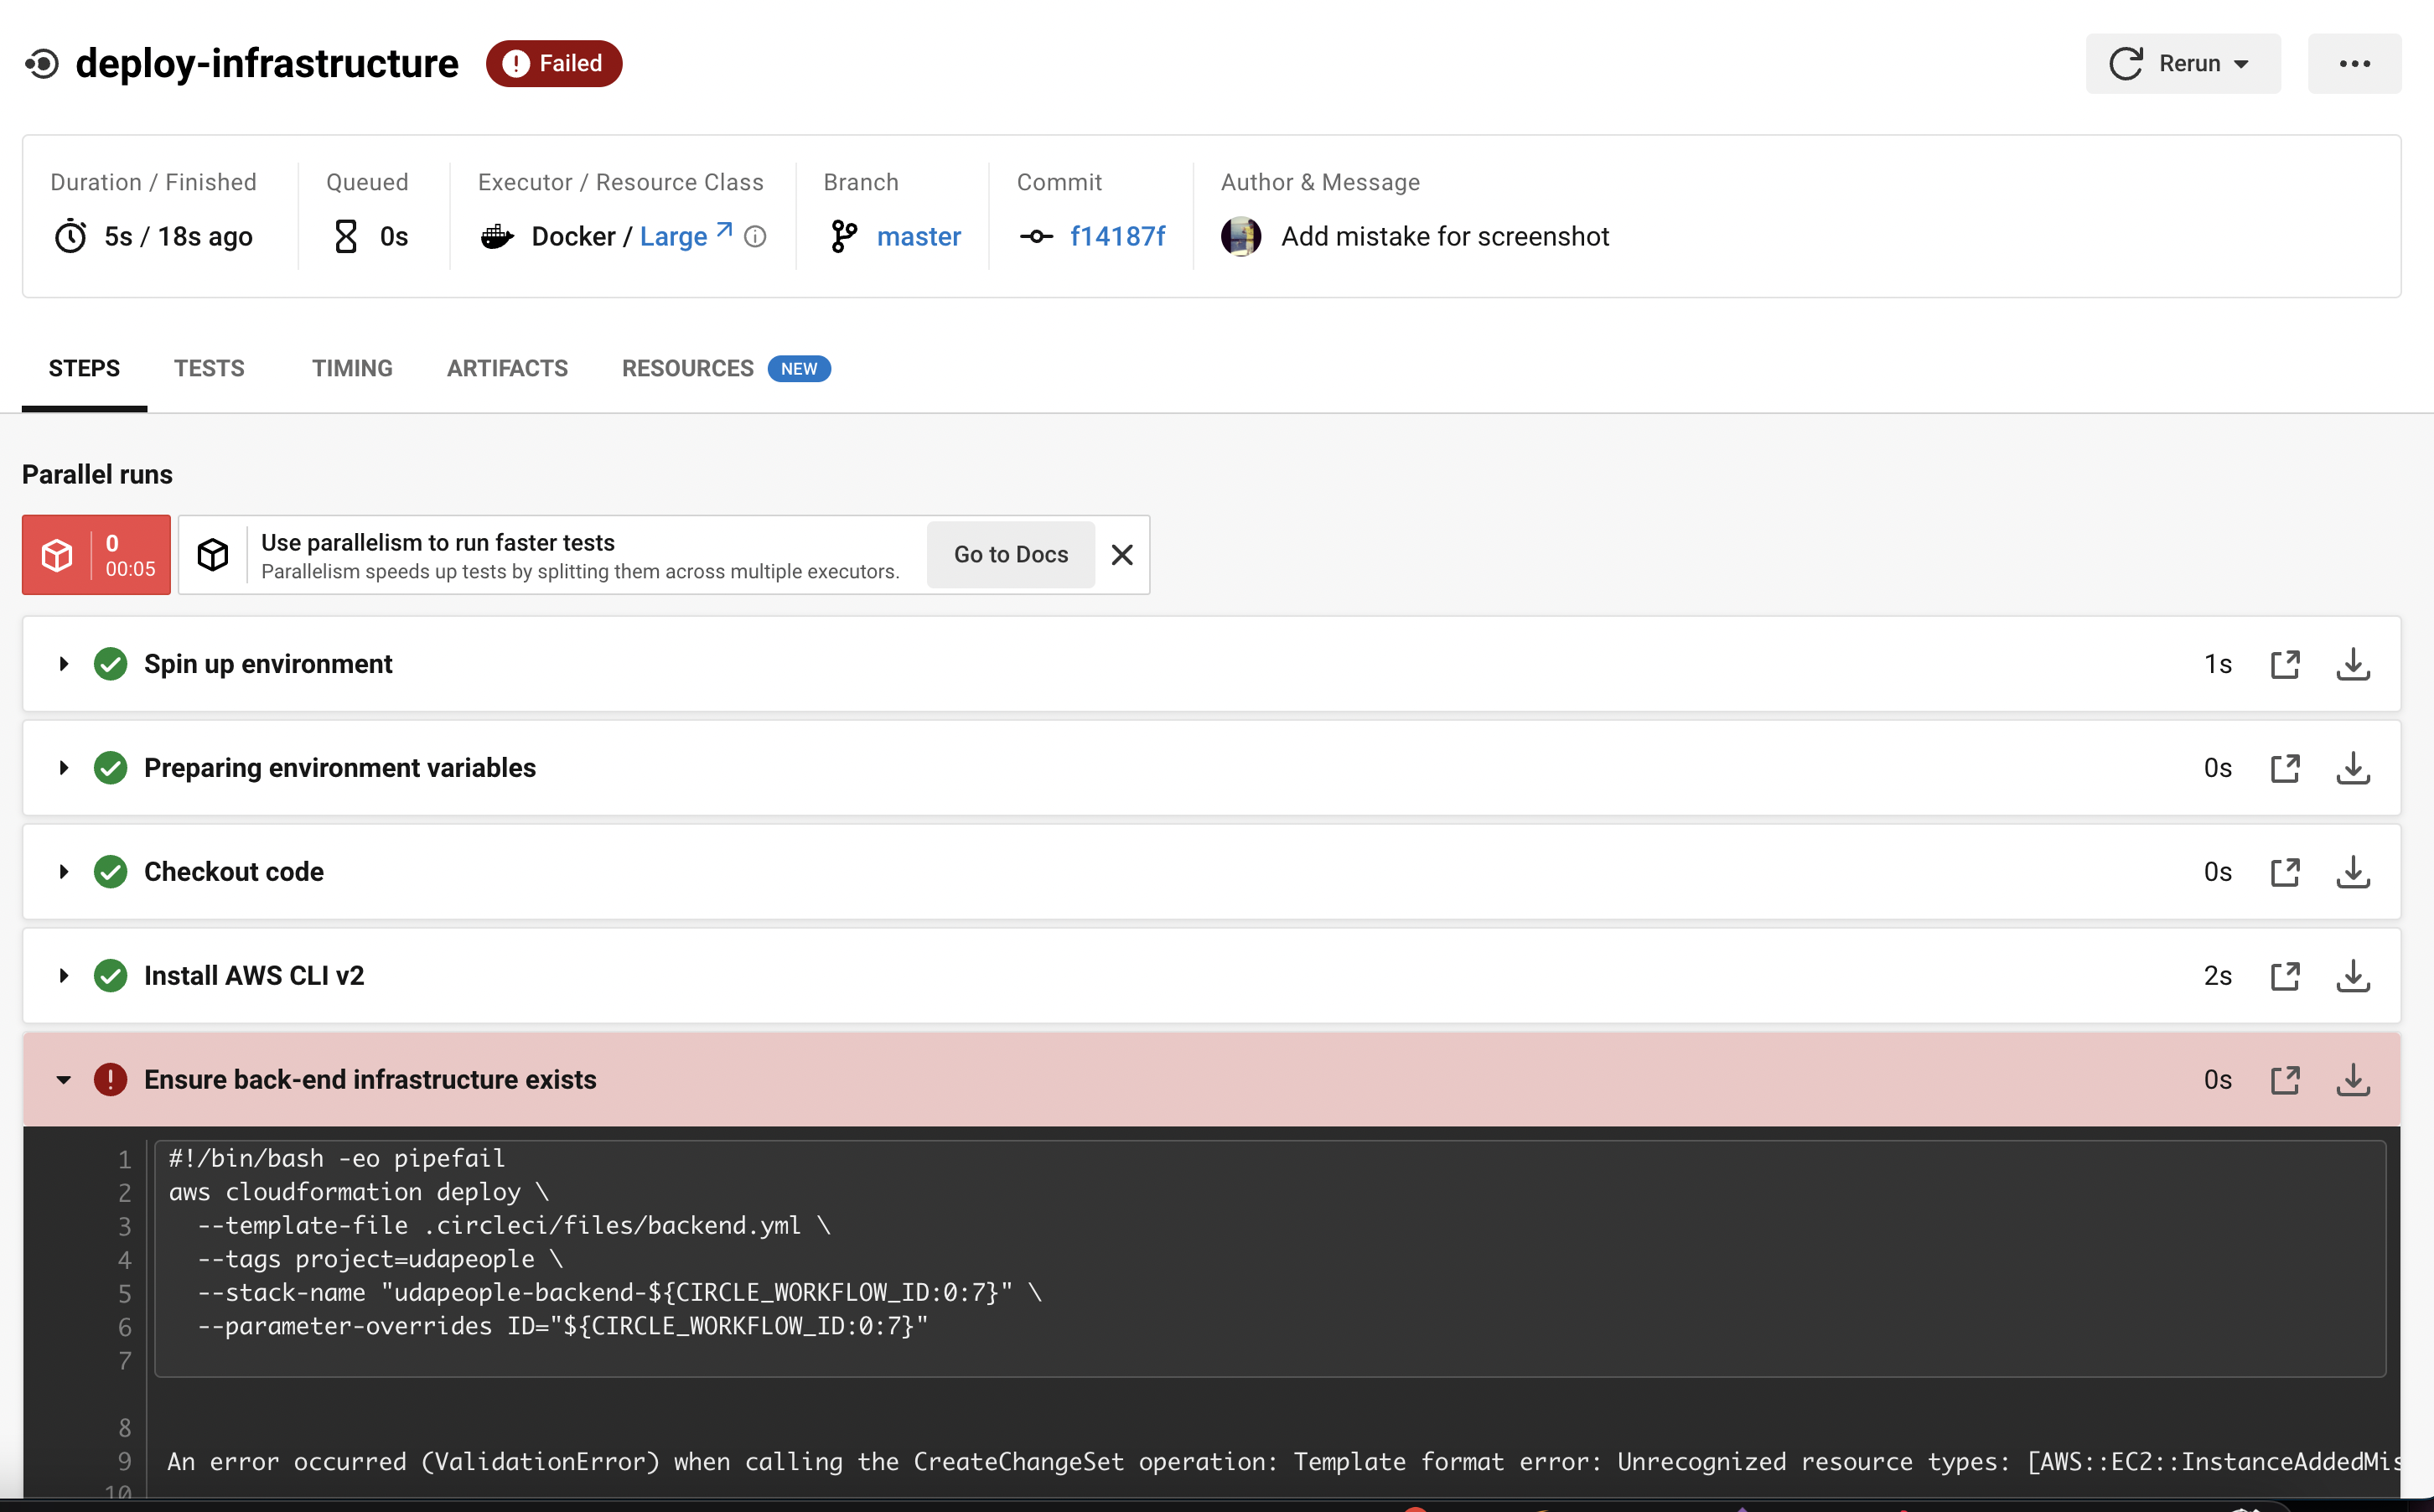 deploy-infrastructure Failed Rerun
Duration / Finished Queued Executor / Resource Class Branch Commit Author & Message
5s / 18s ago 0s Docker / Large master f14187f Add mistake for screenshot
STEPS TESTS TIMING ARTIFACTS RESOURCES NEW
Parallel runs
0
00:05
Use parallelism to run faster tests
Parallelism speeds up tests by splitting them across multiple executors.
Go to Docs
Spin up environment 1s
Preparing environment variables 0s
Checkout code 0s
Install AWS CLI v2 2s
Ensure back-end infrastructure exists 0s
1 #!/bin/bash -eo pipefail
2 aws cloudformation deploy \
3 --template-file .circleci/files/backend.yml \
4 --tags project=udapeople \
5 --stack-name "udapeople-backend-${CIRCLE_WORKFLOW_ID:0:7}" \
6 --parameter-overrides ID="${CIRCLE_WORKFLOW_ID:0:7}"
7
8
9 An error occurred (ValidationError) when calling the CreateChangeSet operation: Template format error: Unrecognized resource types: [AWS::EC2::InstanceAddedMis
10